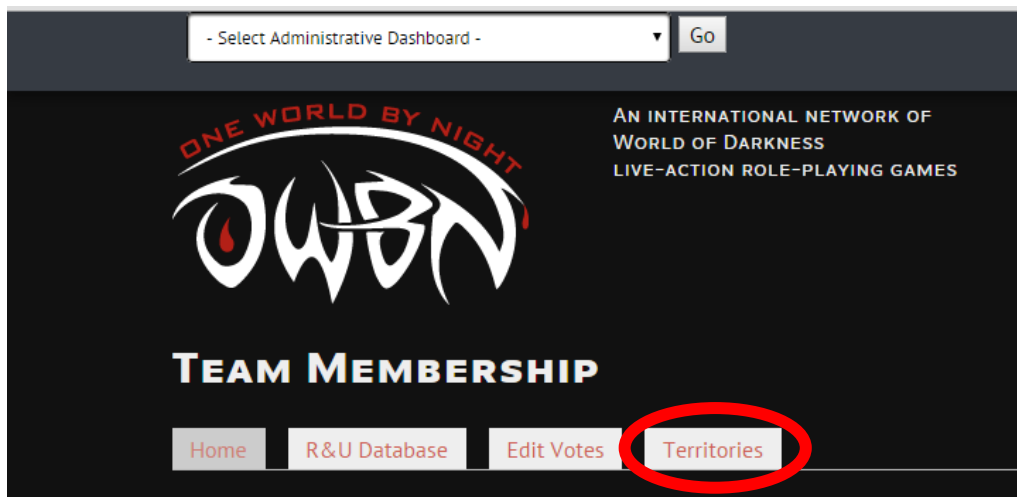 - Select Administrative Dashboard -
Go
ONE WORLD BY NIGHT
OWBN
AN INTERNATIONAL NETWORK OF
WORLD OF DARKNESS
LIVE-ACTION ROLE-PLAYING GAMES
TEAM MEMBERSHIP
Home R&U Database Edit Votes Territories